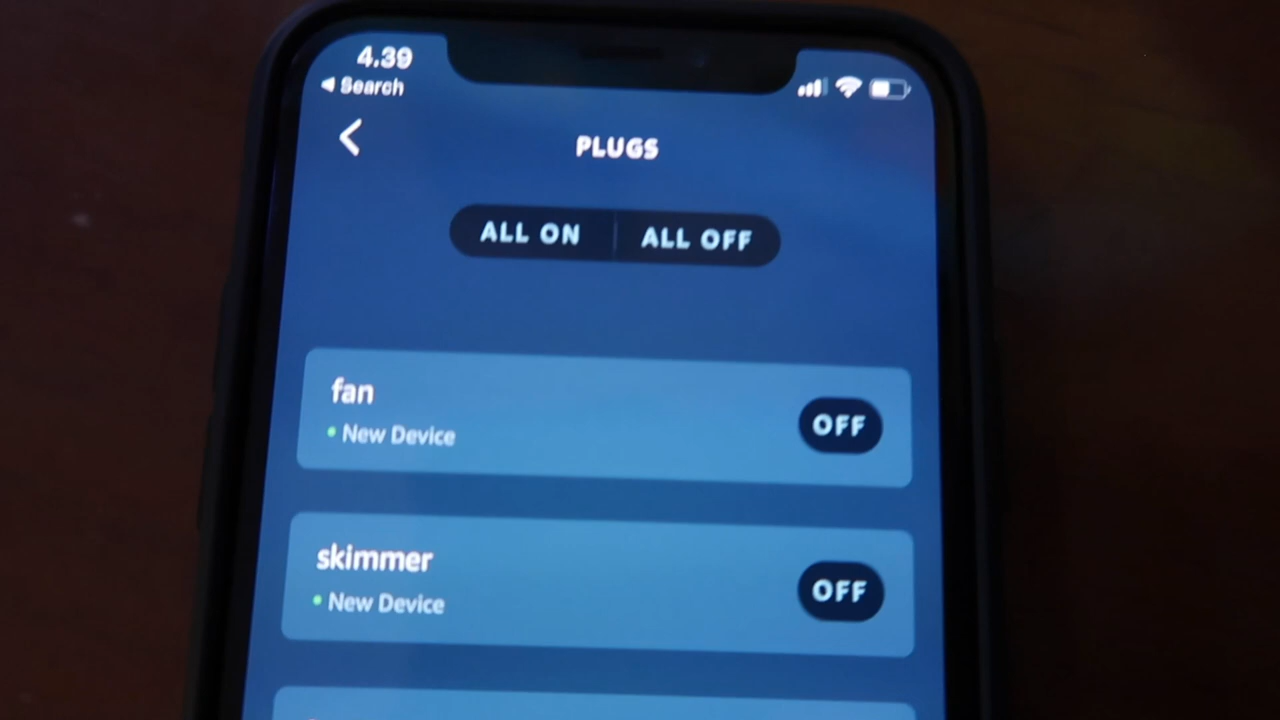 4.39
Search
PLUGS
ALL ON
ALL OFF
fan
New Device
OFF
skimmer
New Device
OFF